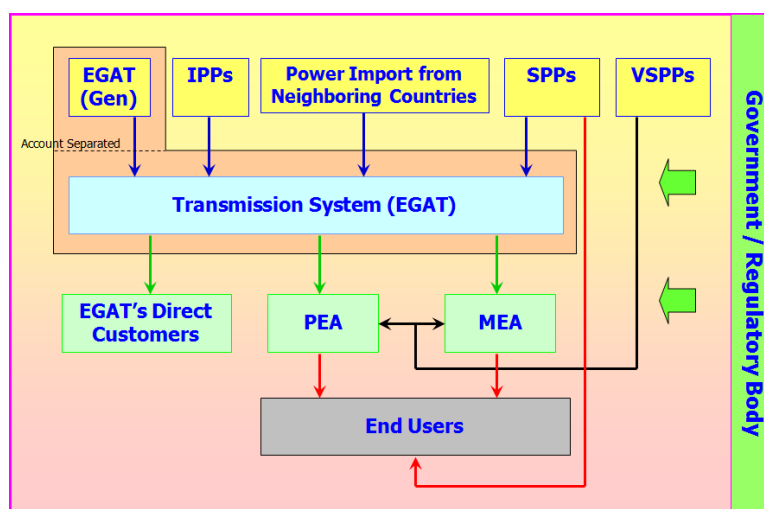 EGAT
(Gen)
IPPs
Power Import from
Neighboring Countries
SPPs
VSPPs
Account Separated
Transmission System (EGAT)
EGAT’s Direct
Customers
PEA
MEA
End Users
Government / Regulatory Body